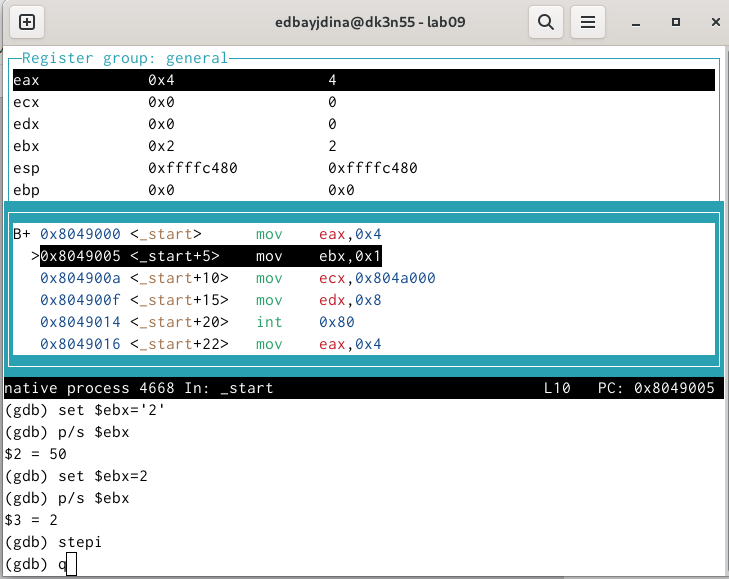 edbayjdina@dk3n55 - lab09
Register group: general
eax 0x4 4
ecx 0x0 0
edx 0x0 0
ebx 0x2 2
esp 0xffffc480 0xffffc480
ebp 0x0 0x0
B+ 0x8049000 <_start> mov eax,0x4
>0x8049005 <_start+5> mov ebx,0x1
0x804900a <_start+10> mov ecx,0x804a000
0x804900f <_start+15> mov edx,0x8
0x8049014 <_start+20> int 0x80
0x8049016 <_start+22> mov eax,0x4
native process 4668 In: _start L10 PC: 0x8049005
(gdb) set $ebx='2'
(gdb) p/s $ebx
$2 = 50
(gdb) set $ebx=2
(gdb) p/s $ebx
$3 = 2
(gdb) stepi
(gdb) q